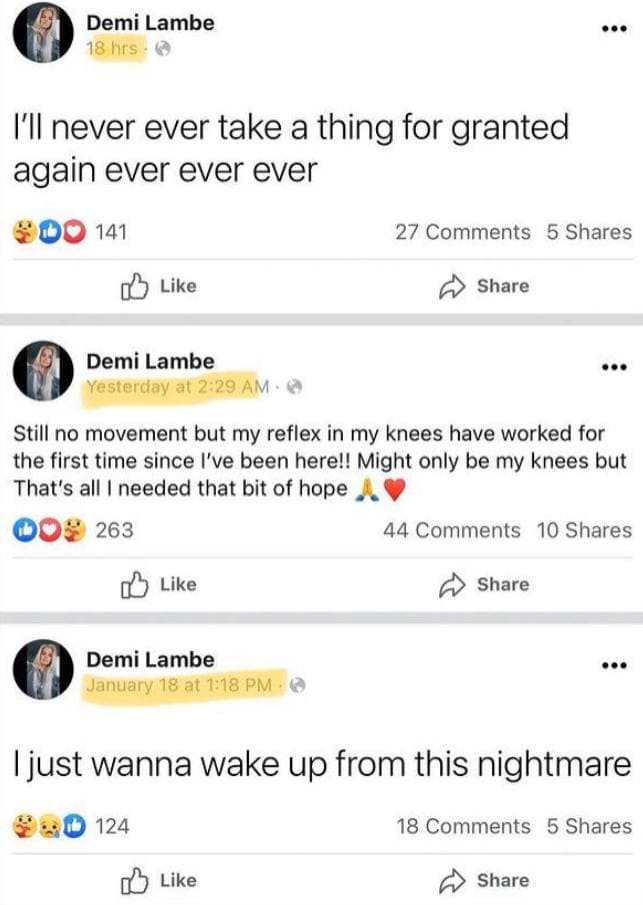 Demi Lambe
18 hrs ·
I'll never ever take a thing for granted
again ever ever ever
141
27 Comments 5 Shares
Like Share
Demi Lambe
Yesterday at 2:29 AM ·
Still no movement but my reflex in my knees have worked for
the first time since I've been here!! Might only be my knees but
That's all I needed that bit of hope 🙏❤️
263
44 Comments 10 Shares
Like Share
Demi Lambe
January 18 at 1:18 PM ·
I just wanna wake up from this nightmare
124
18 Comments 5 Shares
Like Share